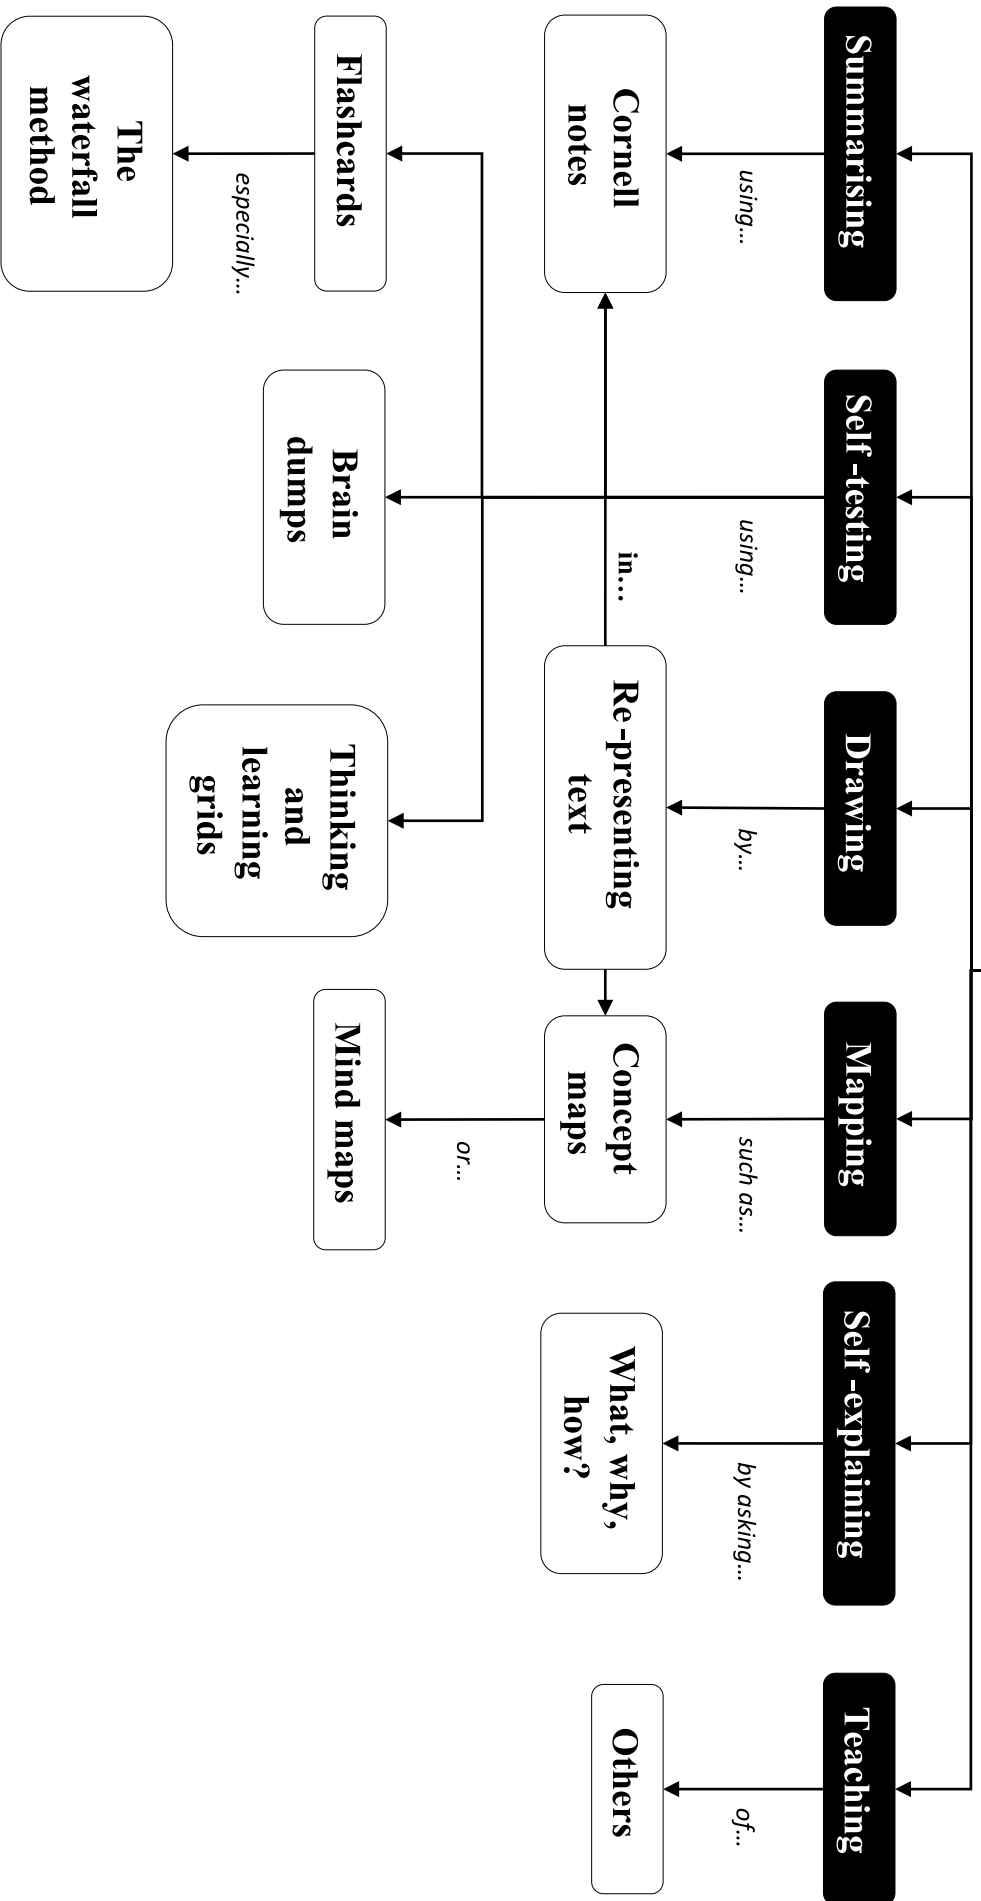 Summarising
Self-testing
Drawing
Mapping
Self-explaining
Teaching
using...
using...
by...
such as...
by asking...
of...
Cornell
notes
in...
Re-presenting
text
Concept
maps
What, why,
how?
Others
or...
Flashcards
Brain
dumps
Thinking
and
learning
grids
Mind maps
especially...
The
waterfall
method